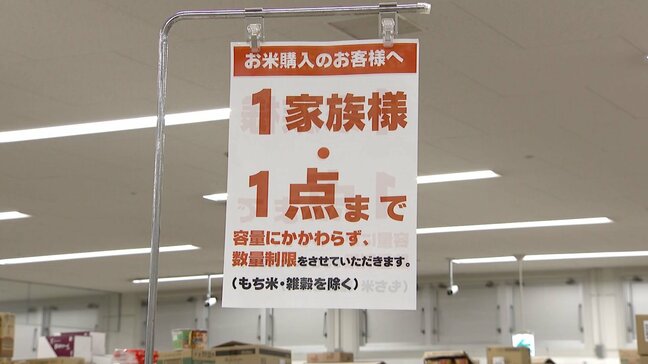 お米購入のお客様へ
1家族様
・
1点まで
容量にかかわらず、
数量制限をさせていただきます。
(もち米・雑穀を除く)